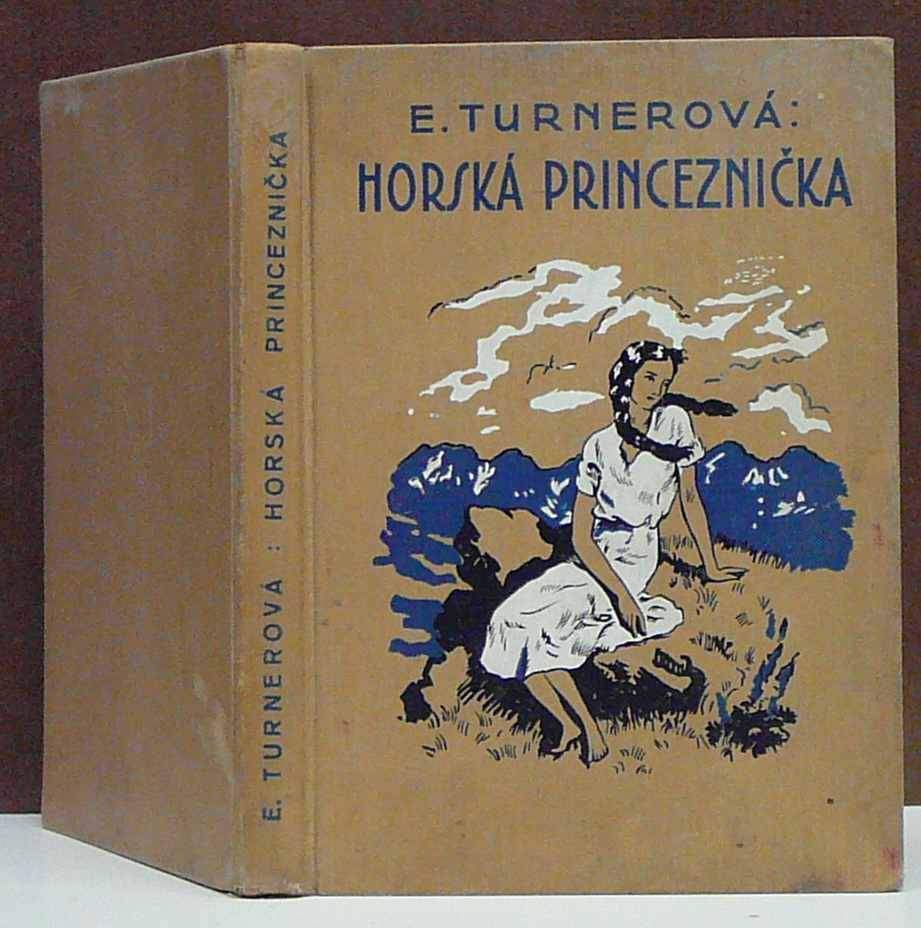 E. TURNEROVÁ:
HORSKÁ PRINCEZNIČKA
E. TURNEROVÁ : HORSKÁ PRINCEZNIČKA